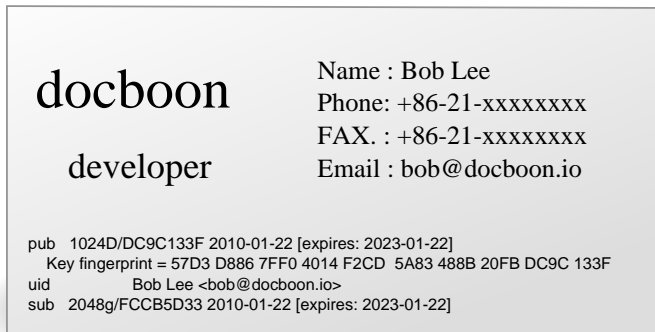 docboon
developer
Name : Bob Lee
Phone: +86-21-xxxxxxxx
FAX. : +86-21-xxxxxxxx
Email : bob@docboon.io
pub 1024D/DC9C133F 2010-01-22 [expires: 2023-01-22]
Key fingerprint = 57D3 D886 7FF0 4014 F2CD 5A83 488B 20FB DC9C 133F
uid Bob Lee <bob@docboon.io>
sub 2048g/FCCB5D33 2010-01-22 [expires: 2023-01-22]